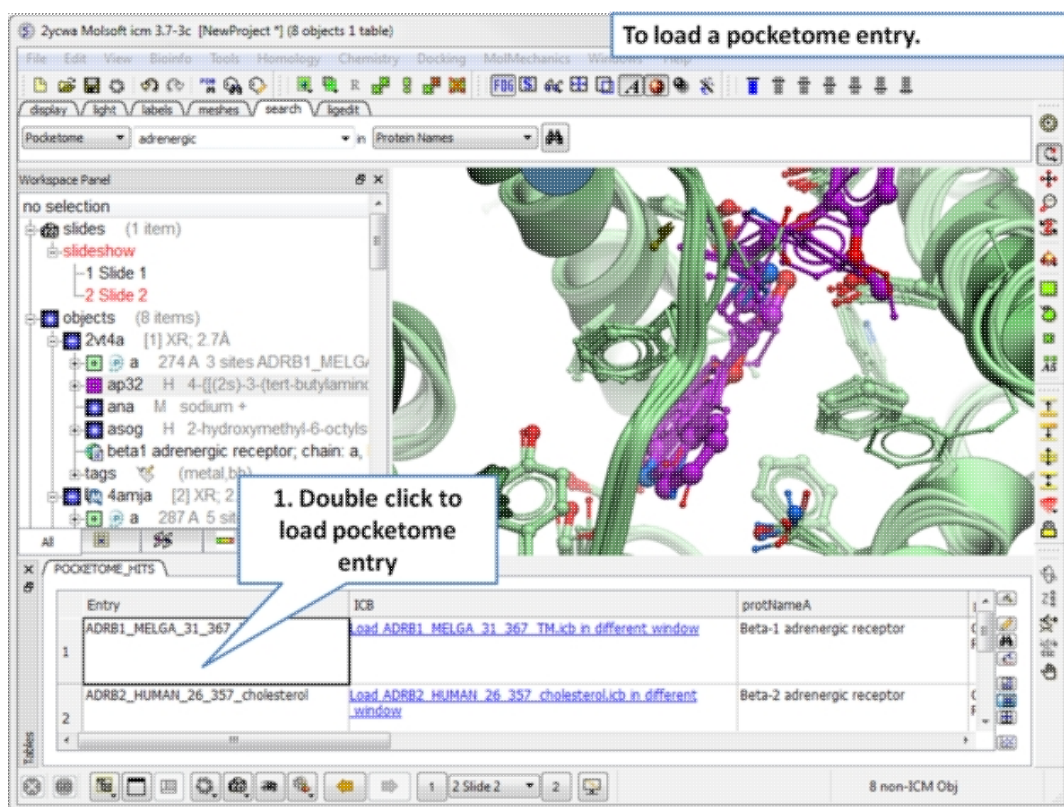 2ycwa Molsoft icm 3.7-3c [NewProject *] (8 objects 1 table)
To load a pocketome entry.
File Edit View Bioinfo Tools Homology Chemistry Docking MolMechanics Windows Help
display light labels meshes search ligedit
Pocketome adrenergic in Protein Names
Workspace Panel
no selection
slides (1 item)
slideshow
1 Slide 1
2 Slide 2
objects (8 items)
2vt4a [1] XR; 2.7Å
a 274 A 3 sites ADRB1_MELGA
ap32 H 4-{[(2s)-3-(tert-butylamino
ana M sodium +
asog H 2-hydroxymethyl-6-octyls
beta1 adrenergic receptor; chain: a,
tags (metal,bb)
4amja [2] XR; 2
a 287 A 5 sit
All
1. Double click to
load pocketome
entry
POCKETOME_HITS
Entry ICB protNameA
1 ADRB1_MELGA_31_367_ Load ADRB1_MELGA_31_367_TM.icb in different window Beta-1 adrenergic receptor
2 ADRB2_HUMAN_26_357_cholesterol Load ADRB2_HUMAN_26_357_cholesterol.icb in different Beta-2 adrenergic receptor
window
Tables
1 2 Slide 2 2 8 non-ICM Obj